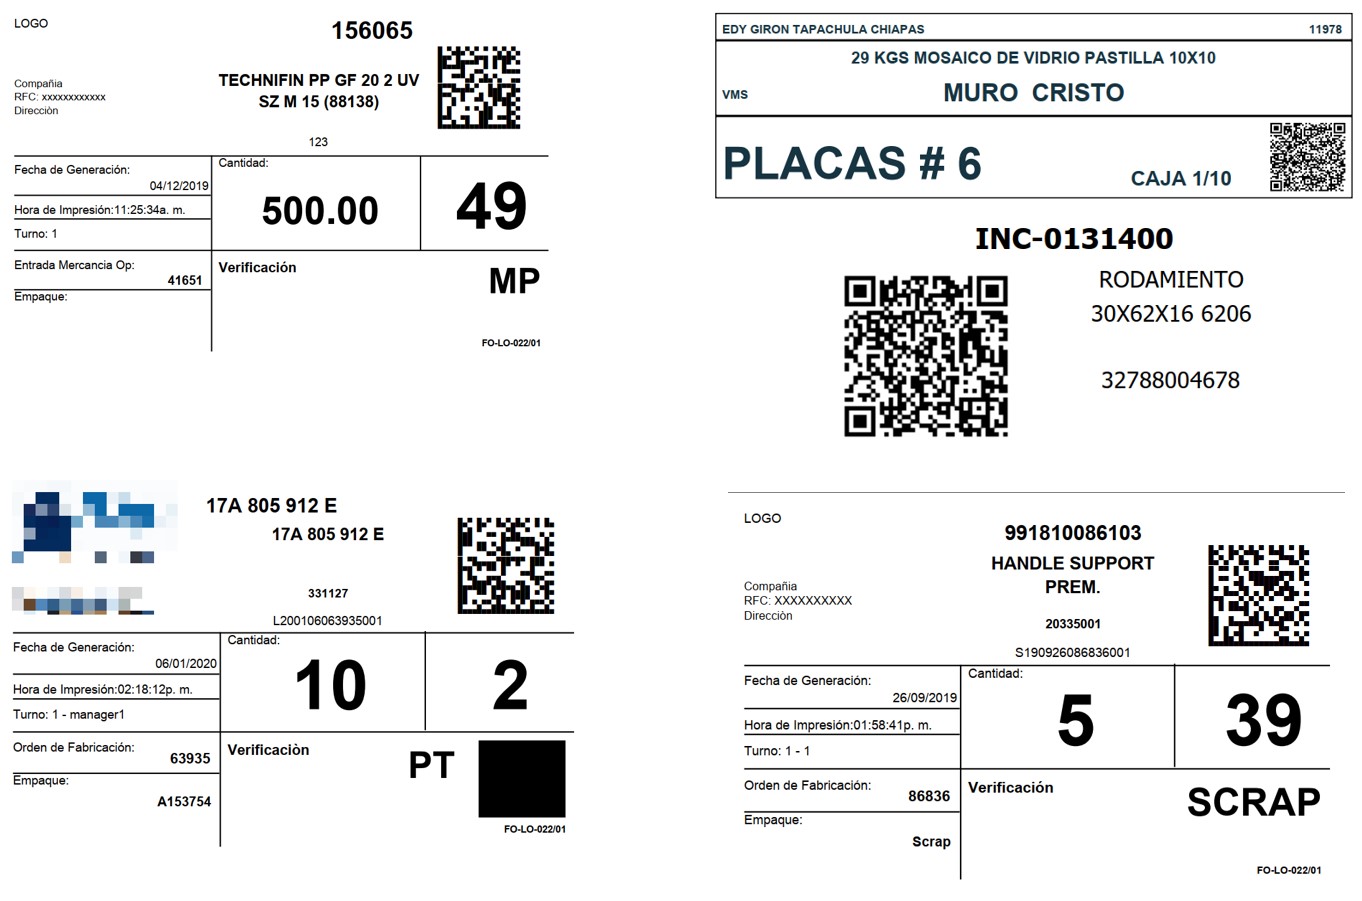 LOGO
156065
TECHNIFIN PP GF 20 2 UV
SZ M 15 (88138)
Compañia
RFC: xxxxxxxxxxxx
Direcciòn
123
Fecha de Generación:
04/12/2019
Hora de Impresión:11:25:34a. m.
Turno: 1
Cantidad:
500.00
49
Entrada Mercancia Op:
41651
Empaque:
Verificación
MP
FO-LO-022/01
EDY GIRON TAPACHULA CHIAPAS
11978
29 KGS MOSAICO DE VIDRIO PASTILLA 10X10
VMS
MURO CRISTO
PLACAS # 6
CAJA 1/10
INC-0131400
RODAMIENTO
30X62X16 6206
32788004678
17A 805 912 E
17A 805 912 E
331127
L200106063935001
Fecha de Generación:
06/01/2020
Hora de Impresión:02:18:12p. m.
Turno: 1 - manager1
Cantidad:
10
2
Orden de Fabricación:
63935
Empaque:
A153754
Verificaciòn
PT
FO-LO-022/01
LOGO
991810086103
HANDLE SUPPORT
PREM.
Compañia
RFC: XXXXXXXXXX
Direcciòn
20335001
S190926086836001
Fecha de Generación:
26/09/2019
Hora de Impresión:01:58:41p. m.
Turno: 1 - 1
Cantidad:
5
39
Orden de Fabricación:
86836
Empaque:
Scrap
Verificación
SCRAP
FO-LO-022/01